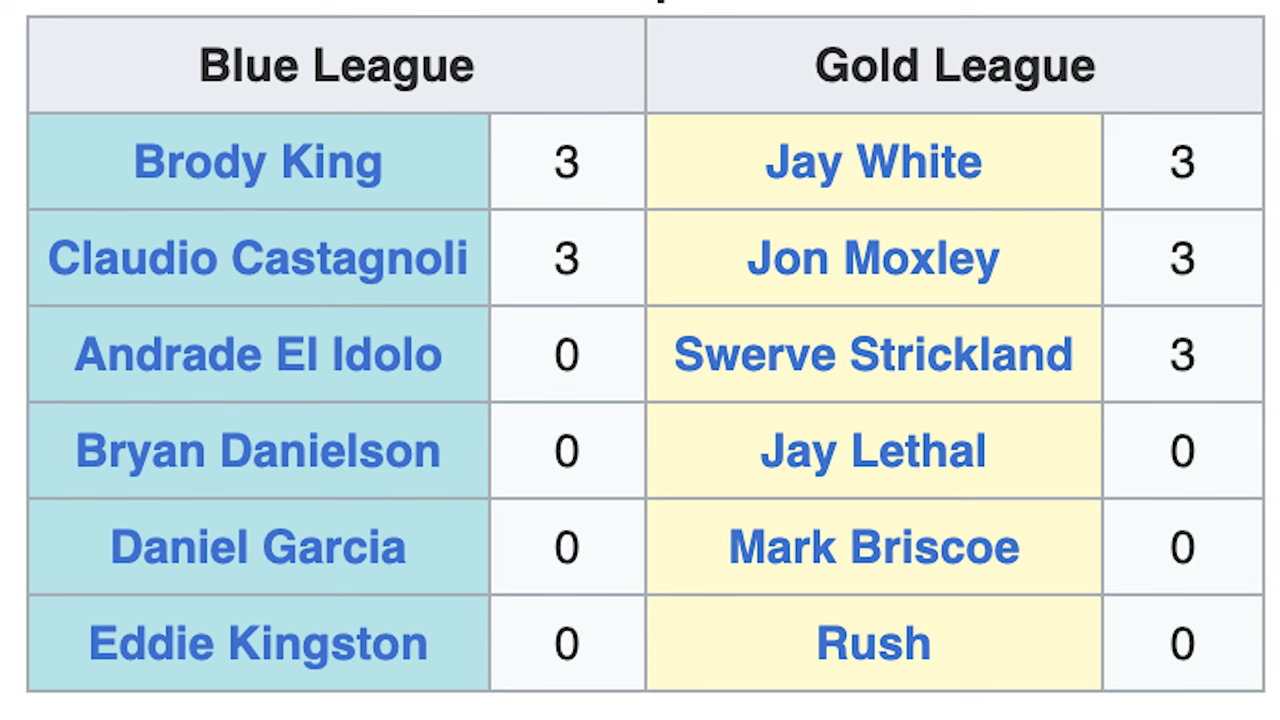 Blue League Gold League
Brody King 3 Jay White 3
Claudio Castagnoli 3 Jon Moxley 3
Andrade El Idolo 0 Swerve Strickland 3
Bryan Danielson 0 Jay Lethal 0
Daniel Garcia 0 Mark Briscoe 0
Eddie Kingston 0 Rush 0